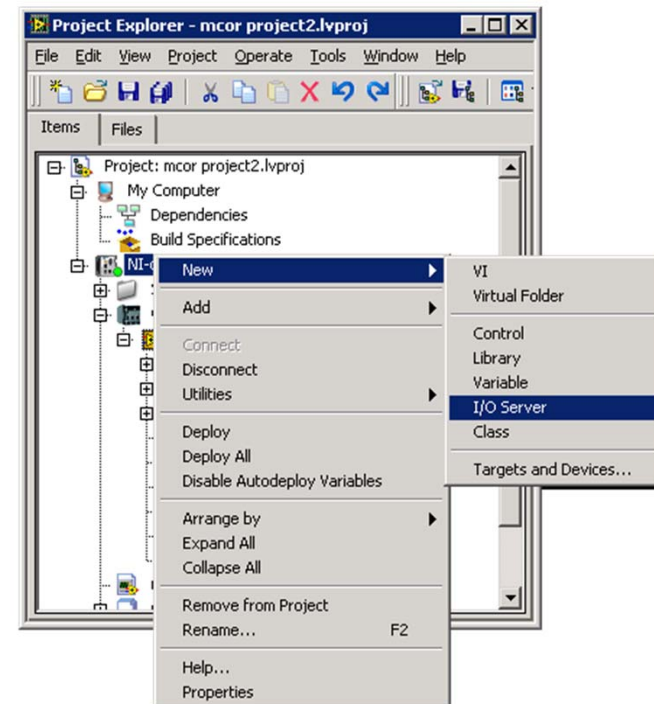 Project Explorer - mcor project2.lvproj
File Edit View Project Operate Tools Window Help
Items Files
Project: mcor project2.lvproj
My Computer
Dependencies
Build Specifications
New
Add
Connect
Disconnect
Utilities
Deploy
Deploy All
Disable Autodeploy Variables
Arrange by
Expand All
Collapse All
Remove from Project
Rename... F2
Help...
Properties
VI
Virtual Folder
Control
Library
Variable
I/O Server
Class
Targets and Devices...